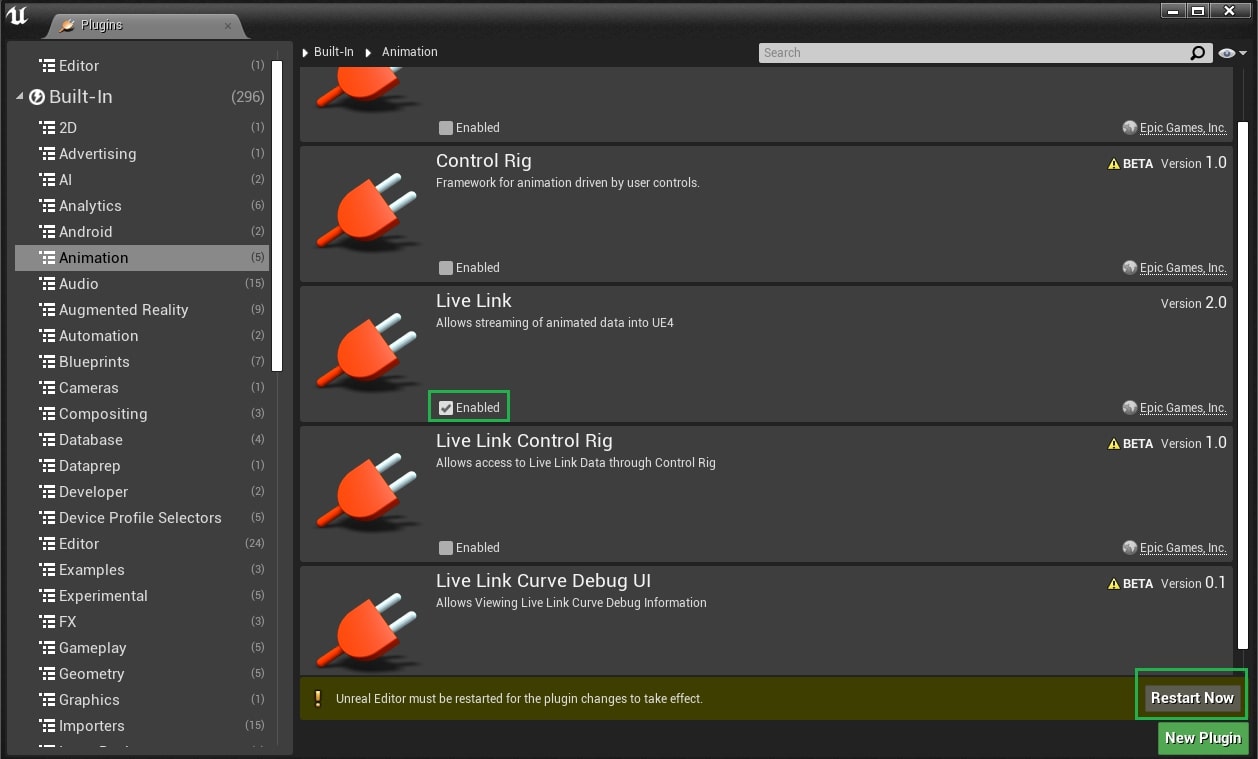 Plugins
Editor (1)
Built-In (296)
2D (1)
Advertising (1)
AI (2)
Analytics (6)
Android (2)
Animation (5)
Audio (15)
Augmented Reality (9)
Automation (2)
Blueprints (7)
Cameras (1)
Compositing (3)
Database (4)
Dataprep (1)
Developer (2)
Device Profile Selectors (5)
Editor (24)
Examples (3)
Experimental (5)
FX (3)
Gameplay (5)
Geometry (5)
Graphics (1)
Importers (15)
Built-In Animation
Search
Enabled
Epic Games, Inc.
Control Rig
BETA Version 1.0
Framework for animation driven by user controls.
Enabled
Epic Games, Inc.
Live Link
Version 2.0
Allows streaming of animated data into UE4
Enabled
Epic Games, Inc.
Live Link Control Rig
BETA Version 1.0
Allows access to Live Link Data through Control Rig
Enabled
Epic Games, Inc.
Live Link Curve Debug UI
BETA Version 0.1
Allows Viewing Live Link Curve Debug Information
Unreal Editor must be restarted for the plugin changes to take effect.
Restart Now
New Plugin